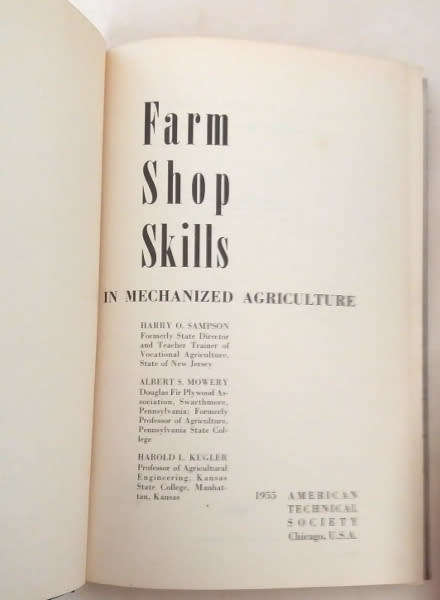 Farm
Shop
Skills
IN MECHANIZED AGRICULTURE
HARRY O. SAMPSON
Formerly State Director
and Teacher Trainer of
Vocational Agriculture,
State of New Jersey
ALBERT S. MOWERY
Douglas Fir Plywood As-
sociation, Swarthmore,
Pennsylvania; Formerly
Professor of Agriculture,
Pennsylvania State Col-
lege
HAROLD L. KUGLER
Professor of Agricultural
Engineering, Kansas
State College, Manhat-
tan, Kansas
1955 AMERICAN
TECHNICAL
SOCIETY
Chicago, U.S.A.